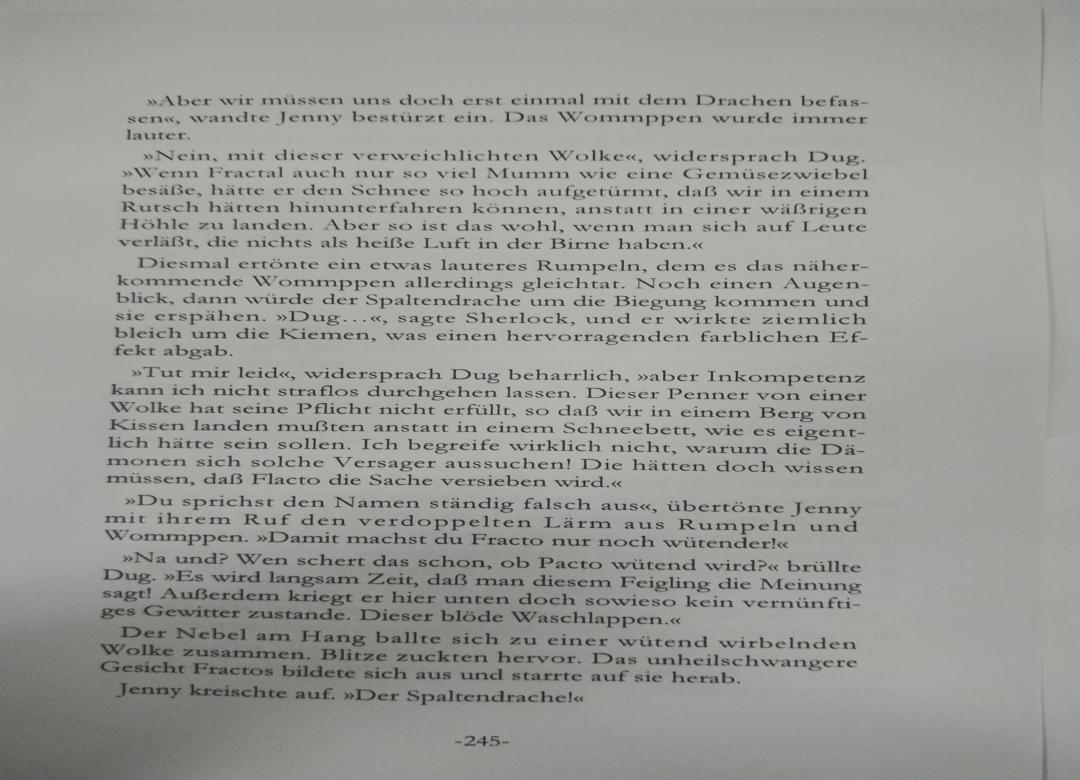 »Aber wir müssen uns doch erst einmal mit dem Drachen befas-
sen«, wandte Jenny bestürzt ein. Das Wommppen wurde immer
lauter.
»Nein, mit dieser verweichlichten Wolke«, widersprach Dug.
»Wenn Fractal auch nur so viel Mumm wie eine Gemüsezwiebel
besäße, hätte er den Schnee so hoch aufgetürmt, daß wir in einem
Rutsch hätten hinunterfahren können, anstatt in einer wäßrigen
Höhle zu landen. Aber so ist das wohl, wenn man sich auf Leute
verläßt, die nichts als heiße Luft in der Birne haben.«
Diesmal ertönte ein etwas lauteres Rumpeln, dem es das näher-
kommende Wommppen allerdings gleichtat. Noch einen Augen-
blick, dann würde der Spaltendrache um die Biegung kommen und
sie erspähen. »Dug...«, sagte Sherlock, und er wirkte ziemlich
bleich um die Kiemen, was einen hervorragenden farblichen Ef-
fekt abgab.
»Tut mir leid«, widersprach Dug beharrlich, »aber Inkompetenz
kann ich nicht straflos durchgehen lassen. Dieser Penner von einer
Wolke hat seine Pflicht nicht erfüllt, so daß wir in einem Berg von
Kissen landen mußten anstatt in einem Schneebett, wie es eigent-
lich hätte sein sollen. Ich begreife wirklich nicht, warum die Dä-
monen sich solche Versager aussuchen! Die hätten doch wissen
müssen, daß Flacto die Sache versieben wird.«
»Du sprichst den Namen ständig falsch aus«, übertönte Jenny
mit ihrem Ruf den verdoppelten Lärm aus Rumpeln und
Wommppen. »Damit machst du Fracto nur noch wütender!«
»Na und? Wen schert das schon, ob Pacto wütend wird?« brüllte
Dug. »Es wird langsam Zeit, daß man diesem Feigling die Meinung
sagt! Außerdem kriegt er hier unten doch sowieso kein vernünfti-
ges Gewitter zustande. Dieser blöde Waschlappen.«
Der Nebel am Hang ballte sich zu einer wütend wirbelnden
Wolke zusammen. Blitze zuckten hervor. Das unheilschwangere
Gesicht Fractos bildete sich aus und starrte auf sie herab.
Jenny kreischte auf. »Der Spaltendrache!«
-245-